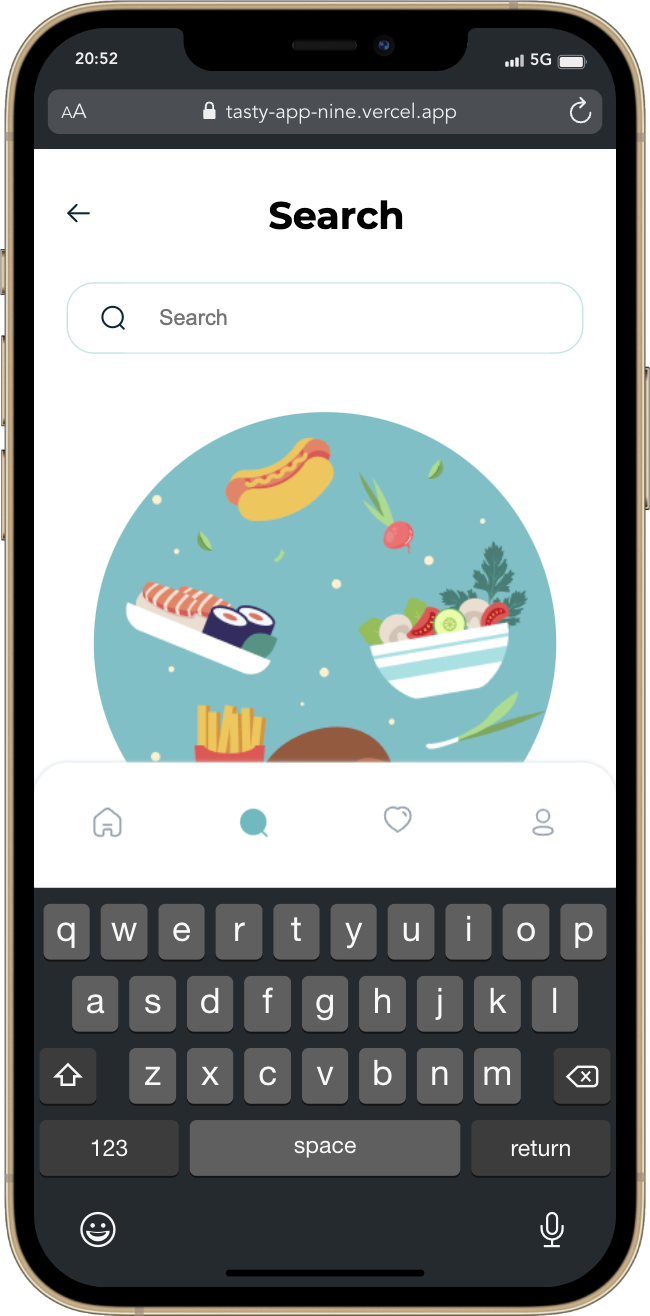 20:52
5G
AA
tasty-app-nine.vercel.app
Search
Search
q w e r t y u i o p
a s d f g h j k l
z x c v b n m
123 space return